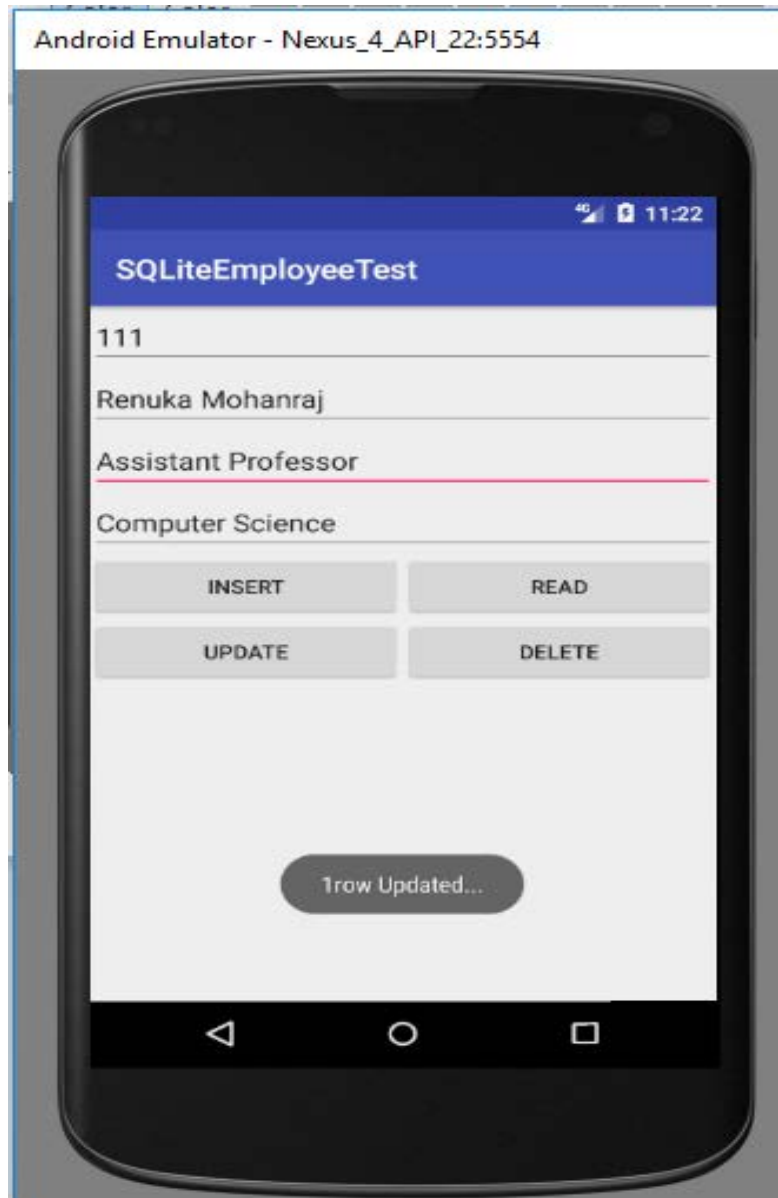 Android Emulator - Nexus_4_API_22:5554
4G 11:22
SQLiteEmployeeTest
111
Renuka Mohanraj
Assistant Professor
Computer Science
INSERT READ
UPDATE DELETE
1row Updated...